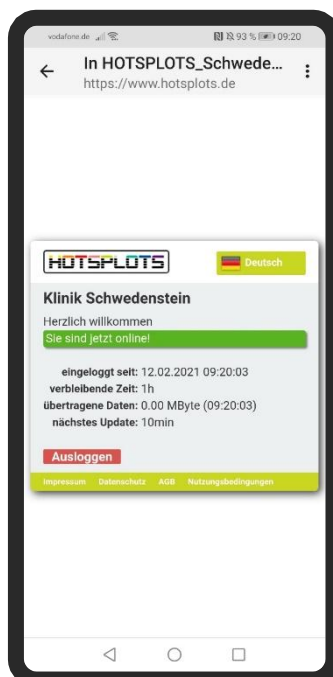 vodafone.de 93 % 09:20
In HOTSPLOTS_Schwede...
https://www.hotsplots.de
HOTSPLOTS
Deutsch
Klinik Schwedenstein
Herzlich willkommen
Sie sind jetzt online!
eingeloggt seit: 12.02.2021 09:20:03
verbleibende Zeit: 1h
übertragene Daten: 0.00 MByte (09:20:03)
nächstes Update: 10min
Ausloggen
Impressum Datenschutz AGB Nutzungsbedingungen